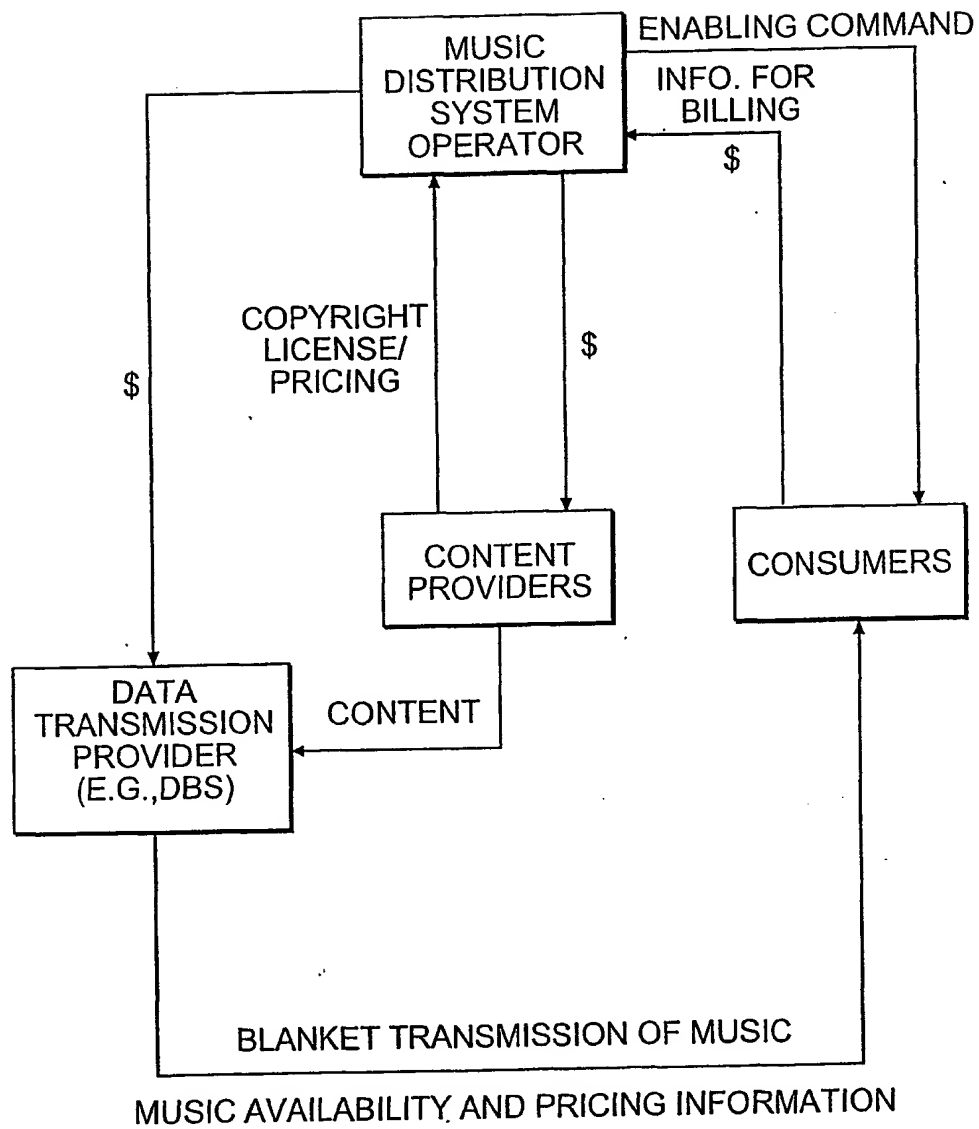 MUSIC
DISTRIBUTION
SYSTEM
OPERATOR
ENABLING COMMAND
INFO. FOR
BILLING
$
$
COPYRIGHT
LICENSE/
PRICING
$
CONTENT
PROVIDERS
CONSUMERS
DATA
TRANSMISSION
PROVIDER
(E.G.,DBS)
CONTENT
BLANKET TRANSMISSION OF MUSIC
MUSIC AVAILABILITY AND PRICING INFORMATION